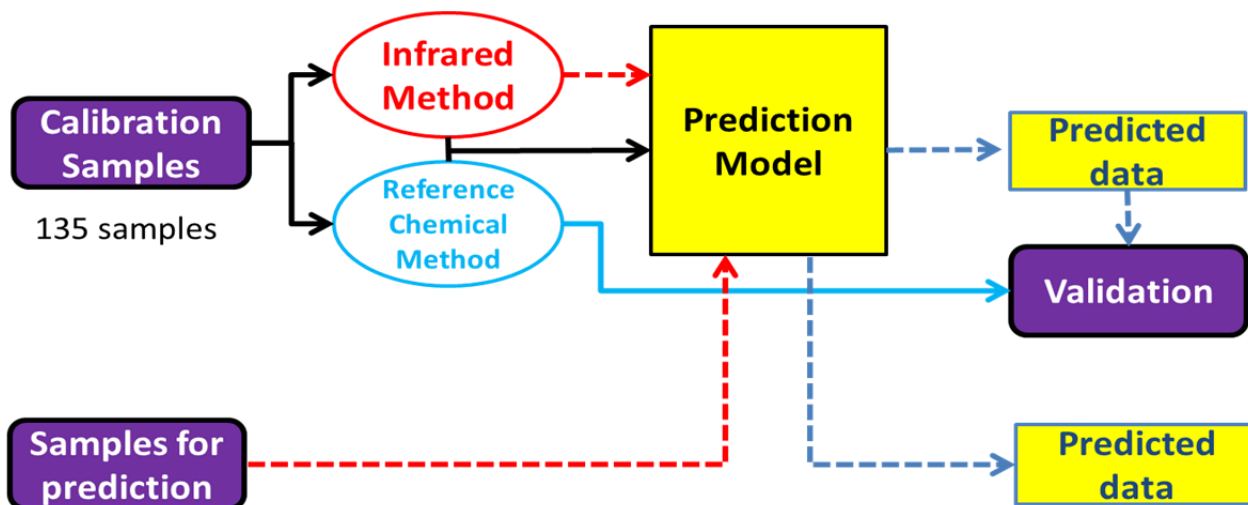 Infrared
Method
Calibration
Samples
135 samples
Reference
Chemical
Method
Prediction
Model
Predicted
data
Validation
Samples for
prediction
Predicted
data